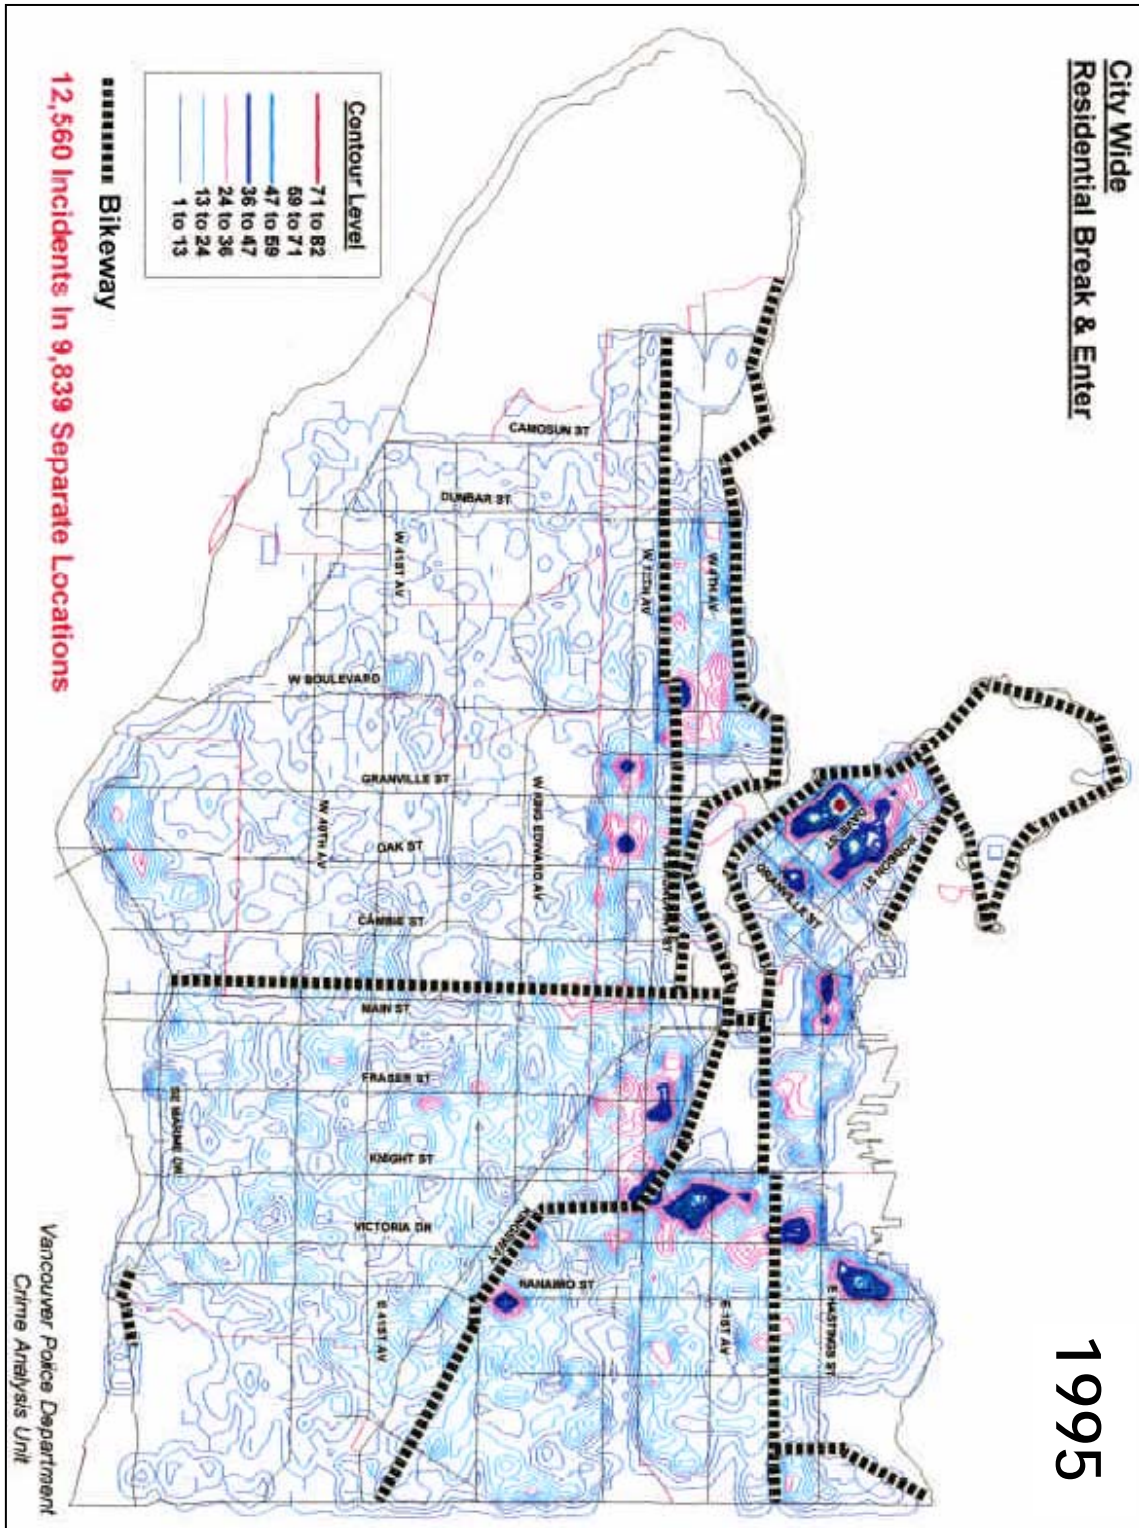 City Wide
Residential Break & Enter
1995
Contour Level
71 to 82
59 to 71
47 to 59
36 to 47
24 to 36
13 to 24
1 to 13
Bikeway
12,560 Incidents In 9,839 Separate Locations
CAMOSUN ST
DUNBAR ST
W 41ST AV
W 12TH AV
W 4TH AV
W BOULEVARD
GRANVILLE ST
W 49TH AV
W KING EDWARD AV
OAK ST
CAMBIE ST
DAVIE ST
ROBSON ST
GRANVILLE ST
MAIN ST
FRASER ST
SE MARINE DR
KNIGHT ST
VICTORIA DR
KINGSWAY
NANAIMO ST
E 41ST AV
E 1ST AV
E HASTINGS ST
Vancouver Police Department
Crime Analysis Unit